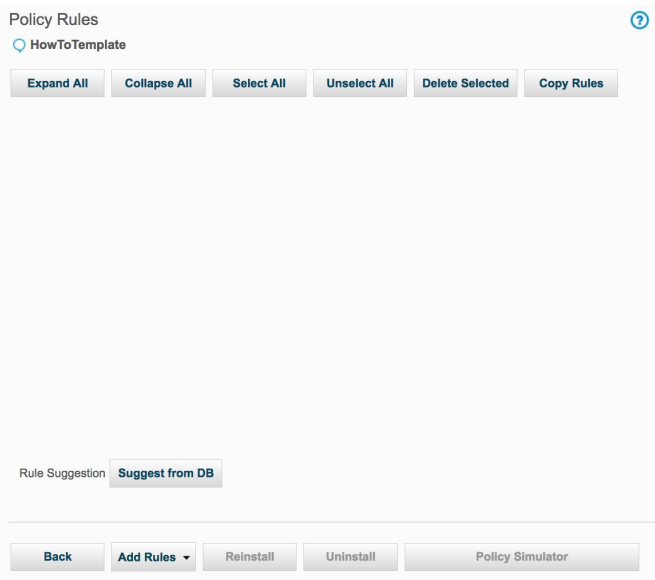 Policy Rules
HowToTemplate
Expand All Collapse All Select All Unselect All Delete Selected Copy Rules
Rule Suggestion Suggest from DB
Back Add Rules Reinstall Uninstall Policy Simulator